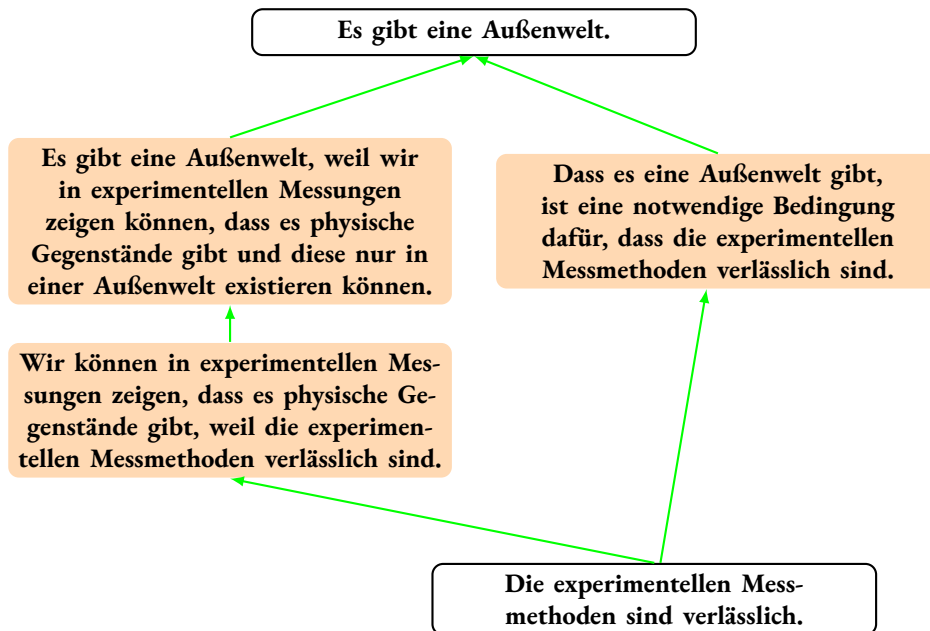 Es gibt eine Außenwelt.
Es gibt eine Außenwelt, weil wir
in experimentellen Messungen
zeigen können, dass es physische
Gegenstände gibt und diese nur in
einer Außenwelt existieren können.
Dass es eine Außenwelt gibt,
ist eine notwendige Bedingung
dafür, dass die experimentellen
Messmethoden verlässlich sind.
Wir können in experimentellen Mes-
sungen zeigen, dass es physische Ge-
genstände gibt, weil die experimen-
tellen Messmethoden verlässlich sind.
Die experimentellen Mess-
methoden sind verlässlich.